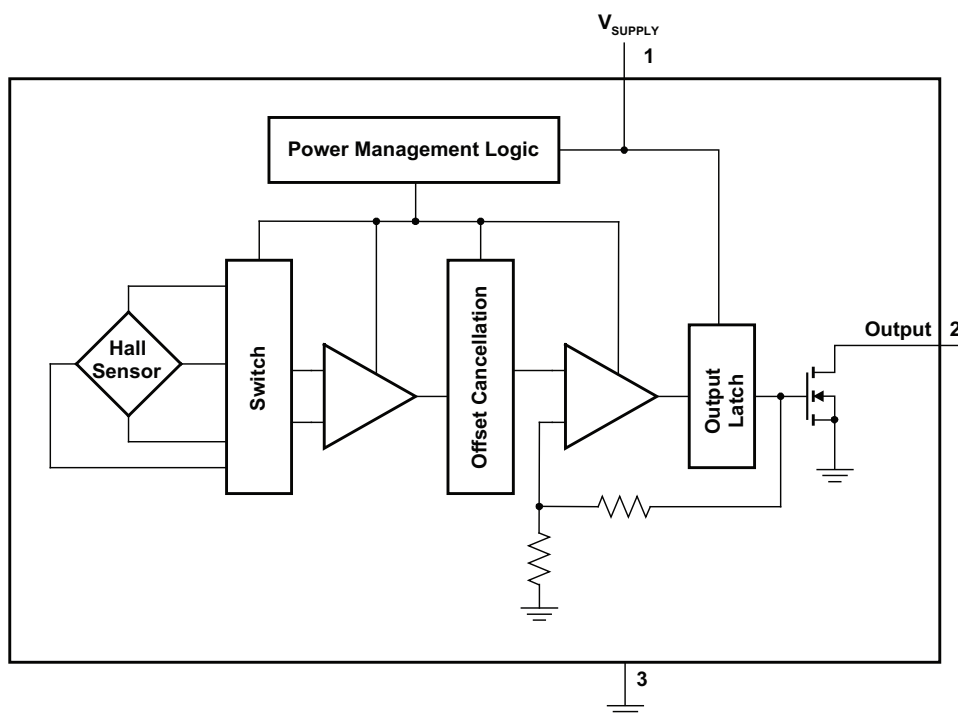 VSUPPLY
1
Power Management Logic
Output 2
Hall
Sensor
Switch
Offset Cancellation
Output
Latch
3